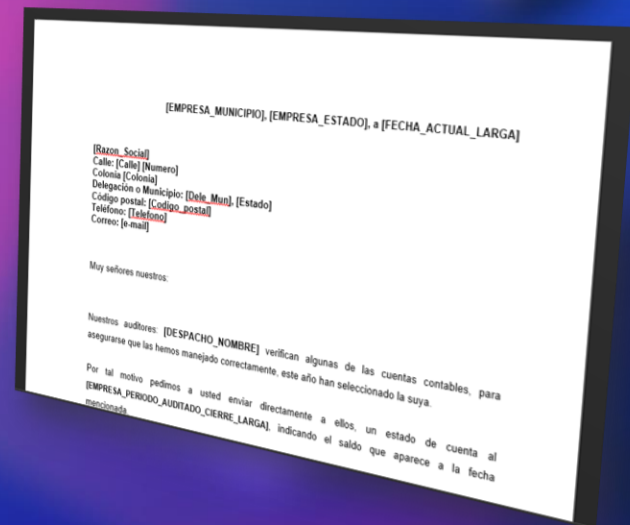 [EMPRESA_MUNICIPIO], [EMPRESA_ESTADO], a [FECHA_ACTUAL_LARGA]
[Razon_Social]
Calle: [Calle] [Numero]
Colonia [Colonia]
Delegación o Municipio: [Dele_Mun], [Estado]
Código postal: [Codigo_postal]
Teléfono: [Telefono]
Correo: [e-mail]
Muy señores nuestros:
Nuestros auditores: [DESPACHO_NOMBRE] verifican algunas de las cuentas contables, para
asegurarse que las hemos manejado correctamente, este año han seleccionado la suya.
Por tal motivo pedimos a usted enviar directamente a ellos, un estado de cuenta al
[EMPRESA_PERIODO_AUDITADO_CIERRE_LARGA], indicando el saldo que aparece a la fecha
mencionada